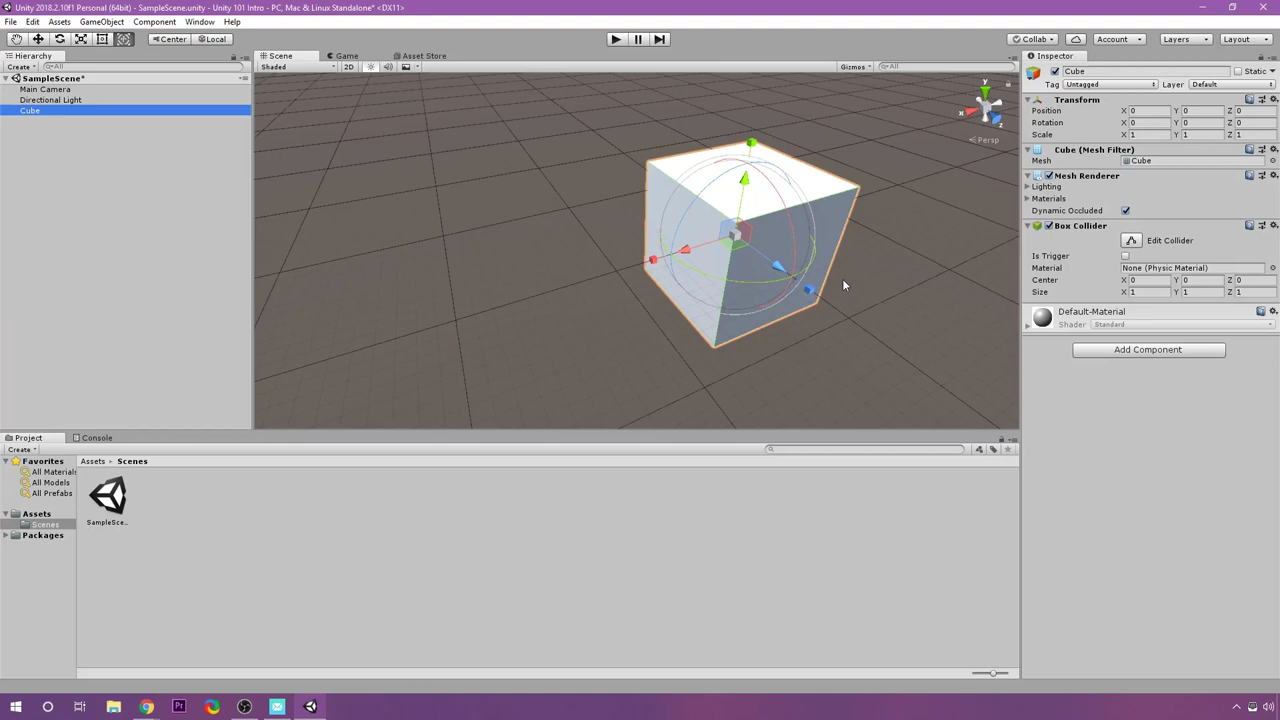 Unity 2018.2.10f1 Personal (64bit) - SampleScene.unity - Unity 101 Intro - PC, Mac & Linux Standalone* <DX11>
File Edit Assets GameObject Component Window Help
Center Local Collab Account Layers Layout
Hierarchy
Create All
SampleScene*
Main Camera
Directional Light
Cube
Scene Game Asset Store
Shaded 2D Gizmos All
y
x
z
Persp
Inspector
Cube Static
Tag Untagged Layer Default
Transform
Position X 0 Y 0 Z 0
Rotation X 0 Y 0 Z 0
Scale X 1 Y 1 Z 1
Cube (Mesh Filter)
Mesh Cube
Mesh Renderer
Lighting
Materials
Dynamic Occluded
Box Collider
Edit Collider
Is Trigger
Material None (Physic Material)
Center X 0 Y 0 Z 0
Size X 1 Y 1 Z 1
Default-Material
Shader Standard
Add Component
Project Console
Create
Favorites
All Materials
All Models
All Prefabs
Assets
Scenes
Packages
Assets Scenes
SampleSce...
Pr